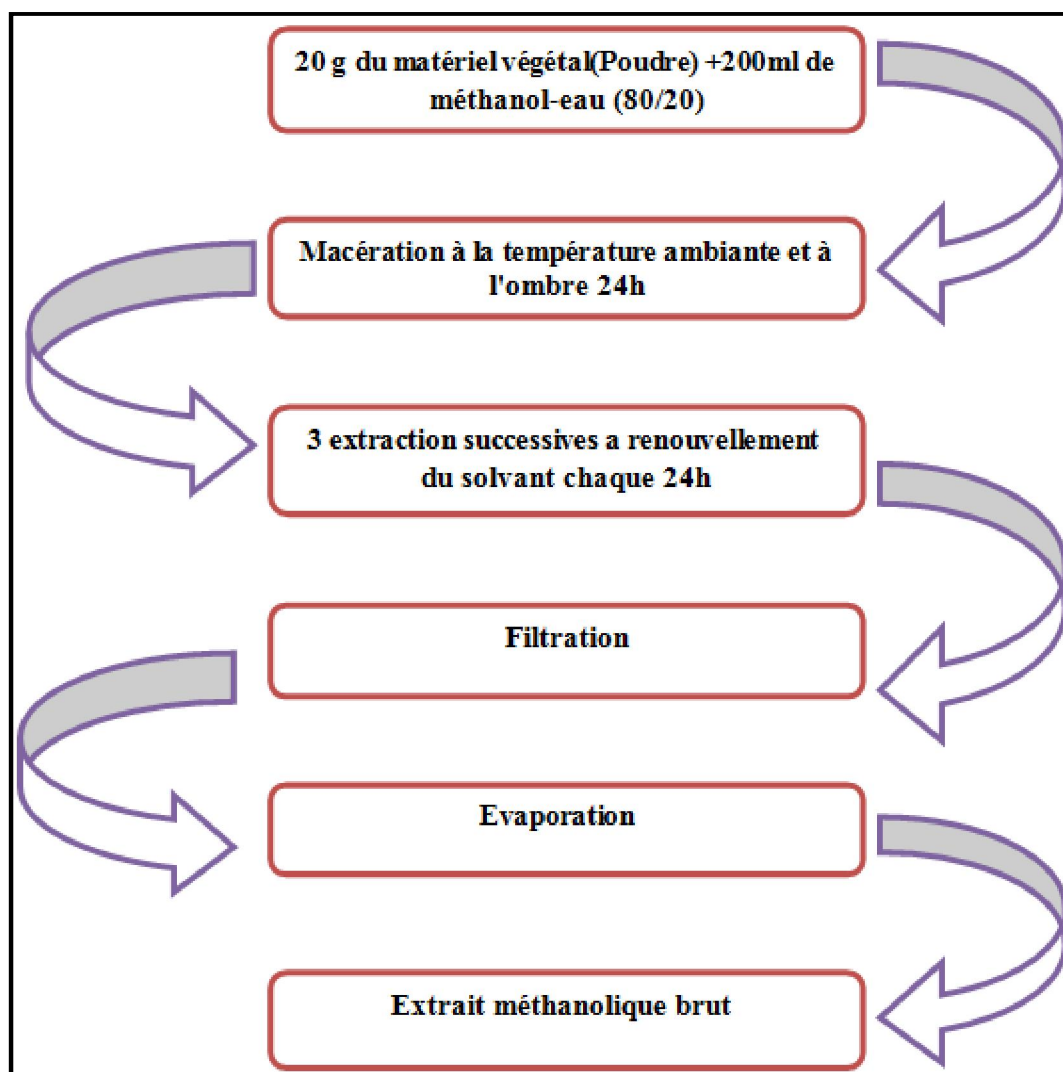 20 g du matériel végétal(Poudre) +200ml de
méthanol-eau (80/20)
Macération à la température ambiante et à
l'ombre 24h
3 extraction successives a renouvellement
du solvant chaque 24h
Filtration
Evaporation
Extrait méthanolique brut